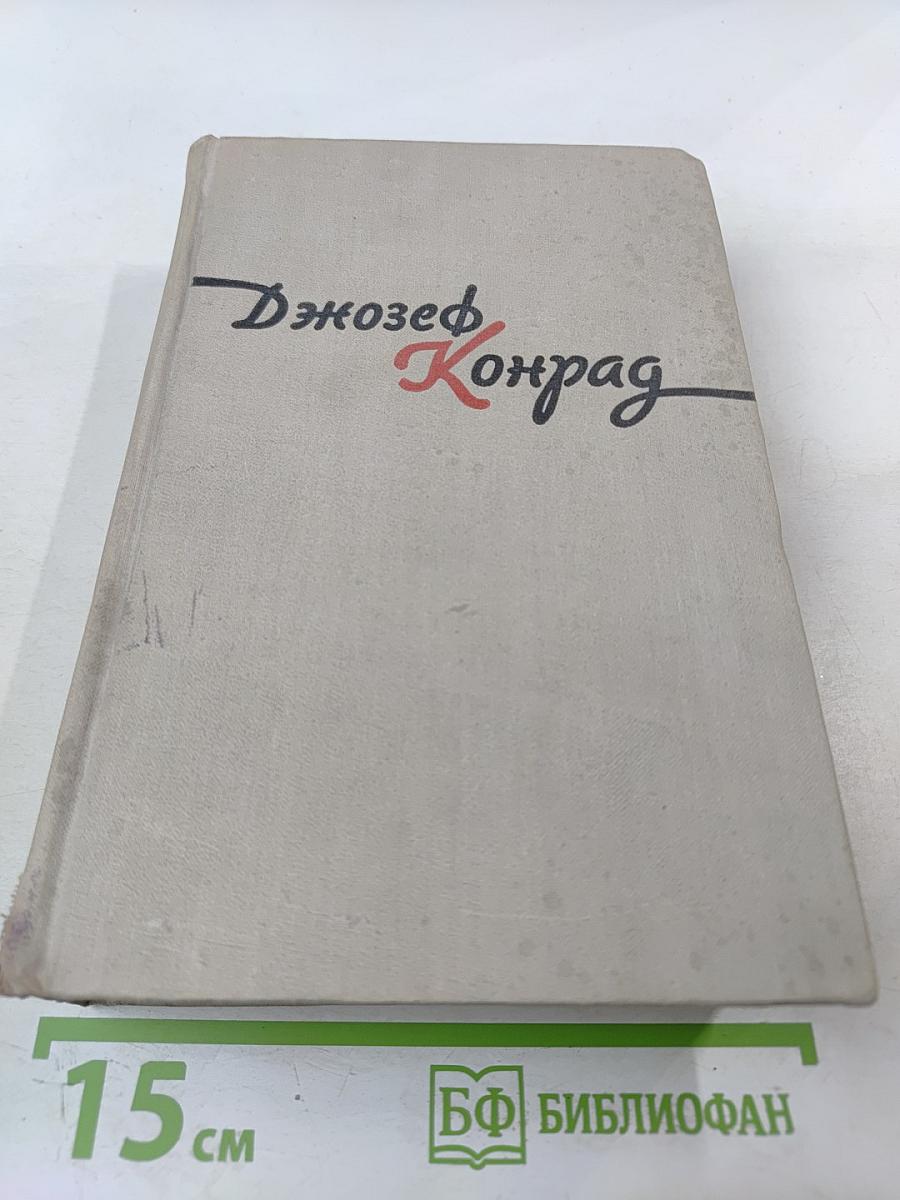 Джозеф
Конрад
15 см
БФ БИБЛИОФАН